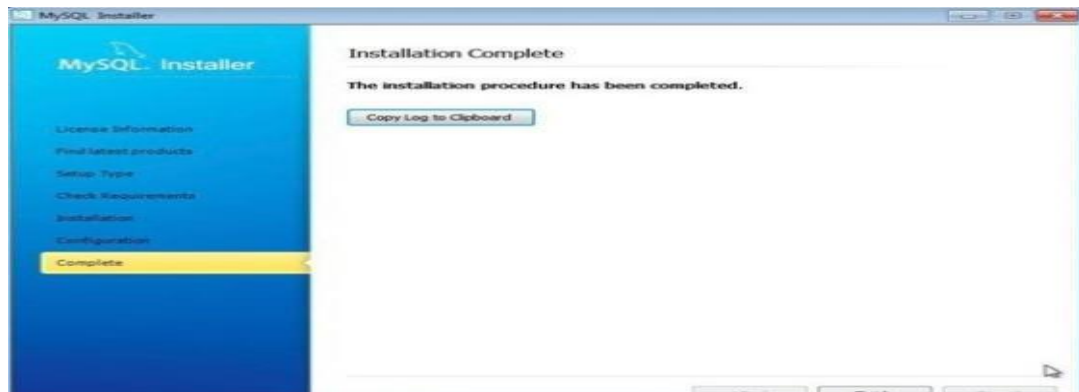 MySQL Installer
MySQL. Installer
Installation Complete
The installation procedure has been completed.
Copy Log to Clipboard
License Information
Find latest products
Setup Type
Check Requirements
Installation
Configuration
Complete